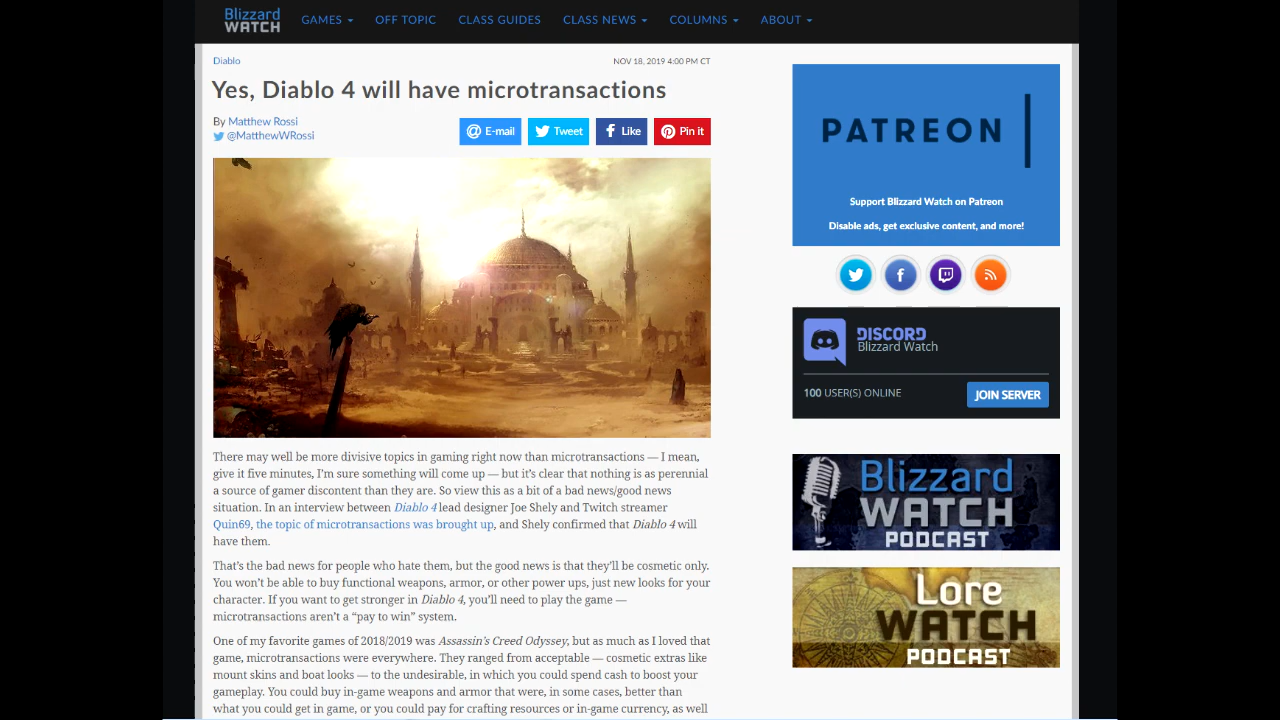 Blizzard
WATCH
GAMES
OFF TOPIC
CLASS GUIDES
CLASS NEWS
COLUMNS
ABOUT
Diablo
NOV 18, 2019 4:00 PM CT
Yes, Diablo 4 will have microtransactions
By Matthew Rossi
@MatthewWRossi
E-mail
Tweet
Like
Pin it
There may well be more divisive topics in gaming right now than microtransactions — I mean,
give it five minutes, I'm sure something will come up — but it's clear that nothing is as perennial
a source of gamer discontent than they are. So view this as a bit of a bad news/good news
situation. In an interview between Diablo 4 lead designer Joe Shely and Twitch streamer
Quin69, the topic of microtransactions was brought up, and Shely confirmed that Diablo 4 will
have them.
That's the bad news for people who hate them, but the good news is that they'll be cosmetic only.
You won't be able to buy functional weapons, armor, or other power ups, just new looks for your
character. If you want to get stronger in Diablo 4, you'll need to play the game —
microtransactions aren't a “pay to win” system.
One of my favorite games of 2018/2019 was Assassin's Creed Odyssey, but as much as I loved that
game, microtransactions were everywhere. They ranged from acceptable — cosmetic extras like
mount skins and boat looks — to the undesirable, in which you could spend cash to boost your
gameplay. You could buy in-game weapons and armor that were, in some cases, better than
what you could get in game, or you could pay for crafting resources or in-game currency, as well
PATREON
Support Blizzard Watch on Patreon
Disable ads, get exclusive content, and more!
DISCORD
Blizzard Watch
100 USER(S) ONLINE
JOIN SERVER
Blizzard
WATCH
PODCAST
Lore
WATCH
PODCAST